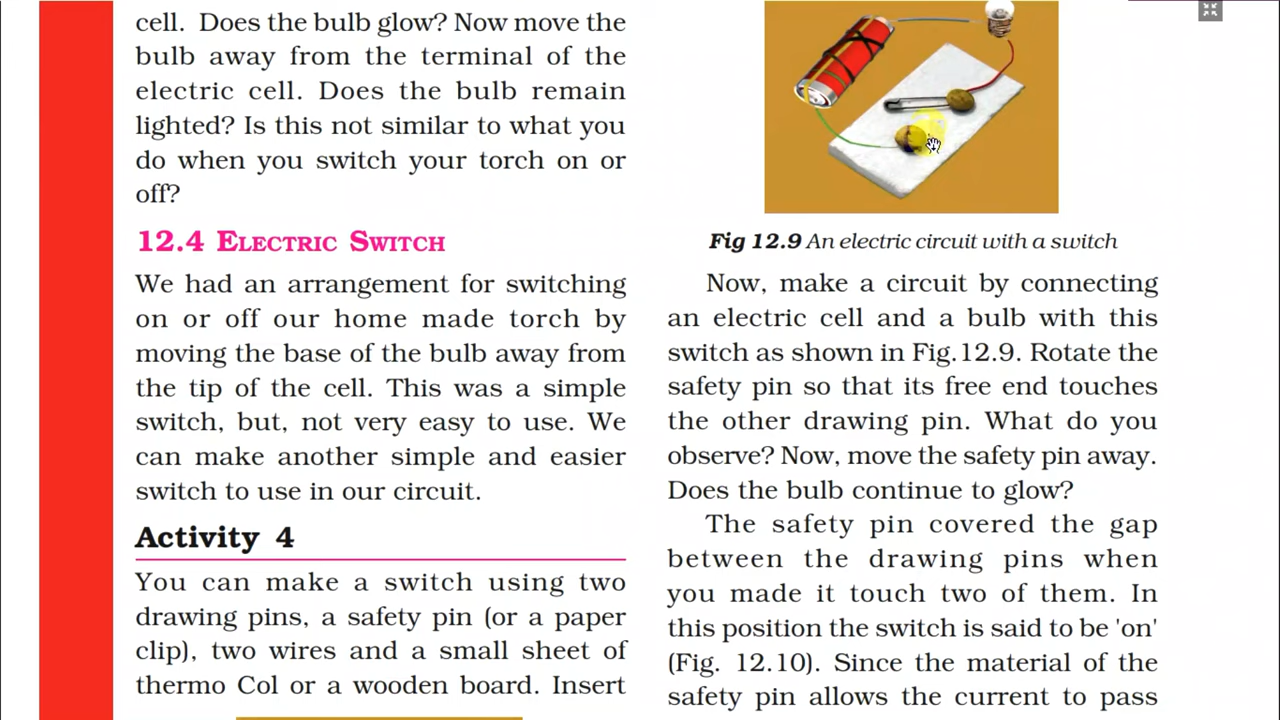 cell. Does the bulb glow? Now move the
bulb away from the terminal of the
electric cell. Does the bulb remain
lighted? Is this not similar to what you
do when you switch your torch on or
off?
12.4 ELECTRIC SWITCH
We had an arrangement for switching
on or off our home made torch by
moving the base of the bulb away from
the tip of the cell. This was a simple
switch, but, not very easy to use. We
can make another simple and easier
switch to use in our circuit.
Activity 4
You can make a switch using two
drawing pins, a safety pin (or a paper
clip), two wires and a small sheet of
thermo Col or a wooden board. Insert
Fig 12.9 An electric circuit with a switch
Now, make a circuit by connecting
an electric cell and a bulb with this
switch as shown in Fig.12.9. Rotate the
safety pin so that its free end touches
the other drawing pin. What do you
observe? Now, move the safety pin away.
Does the bulb continue to glow?
The safety pin covered the gap
between the drawing pins when
you made it touch two of them. In
this position the switch is said to be 'on'
(Fig. 12.10). Since the material of the
safety pin allows the current to pass